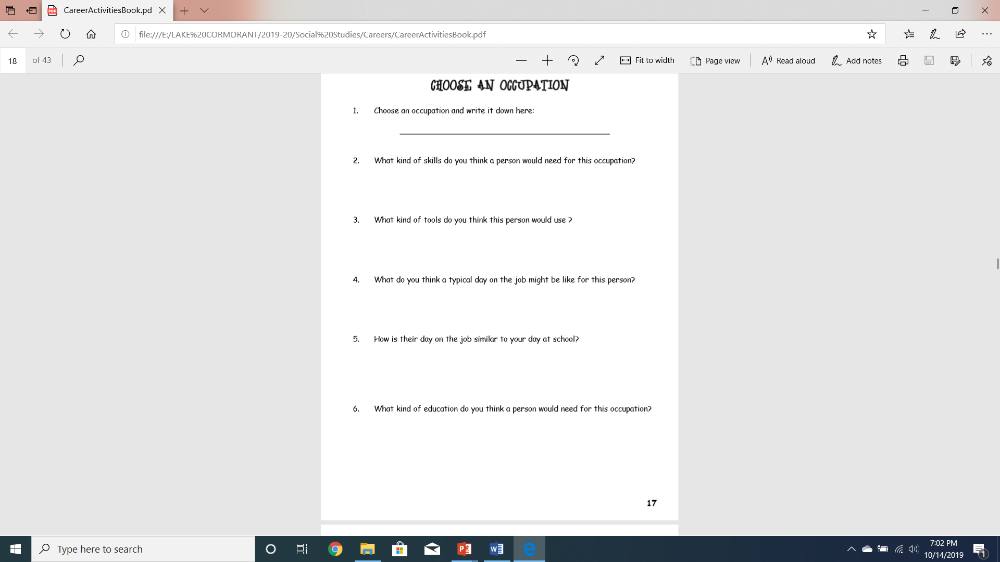 CareerActivitiesBook.pd
file:///E:/LAKE%20CORMORANT/2019-20/Social%20Studies/Careers/CareerActivitiesBook.pdf
18 of 43 Fit to width Page view Read aloud Add notes
CHOOSE AN OCCUPATION
1. Choose an occupation and write it down here:
2. What kind of skills do you think a person would need for this occupation?
3. What kind of tools do you think this person would use ?
4. What do you think a typical day on the job might be like for this person?
5. How is their day on the job similar to your day at school?
6. What kind of education do you think a person would need for this occupation?
17
Type here to search
7:02 PM
10/14/2019
1